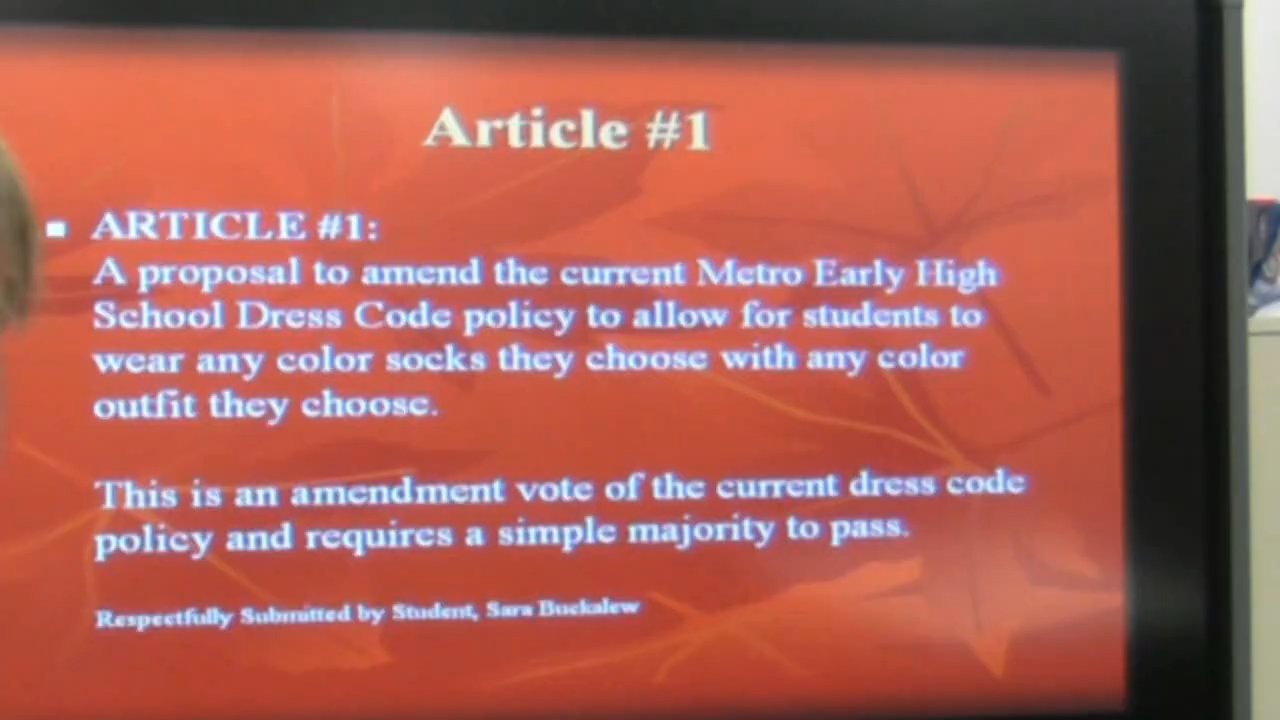 Article #1
ARTICLE #1:
A proposal to amend the current Metro Early High
School Dress Code policy to allow for students to
wear any color socks they choose with any color
outfit they choose.
This is an amendment vote of the current dress code
policy and requires a simple majority to pass.
Respectfully Submitted by Student, Sara Buckalew